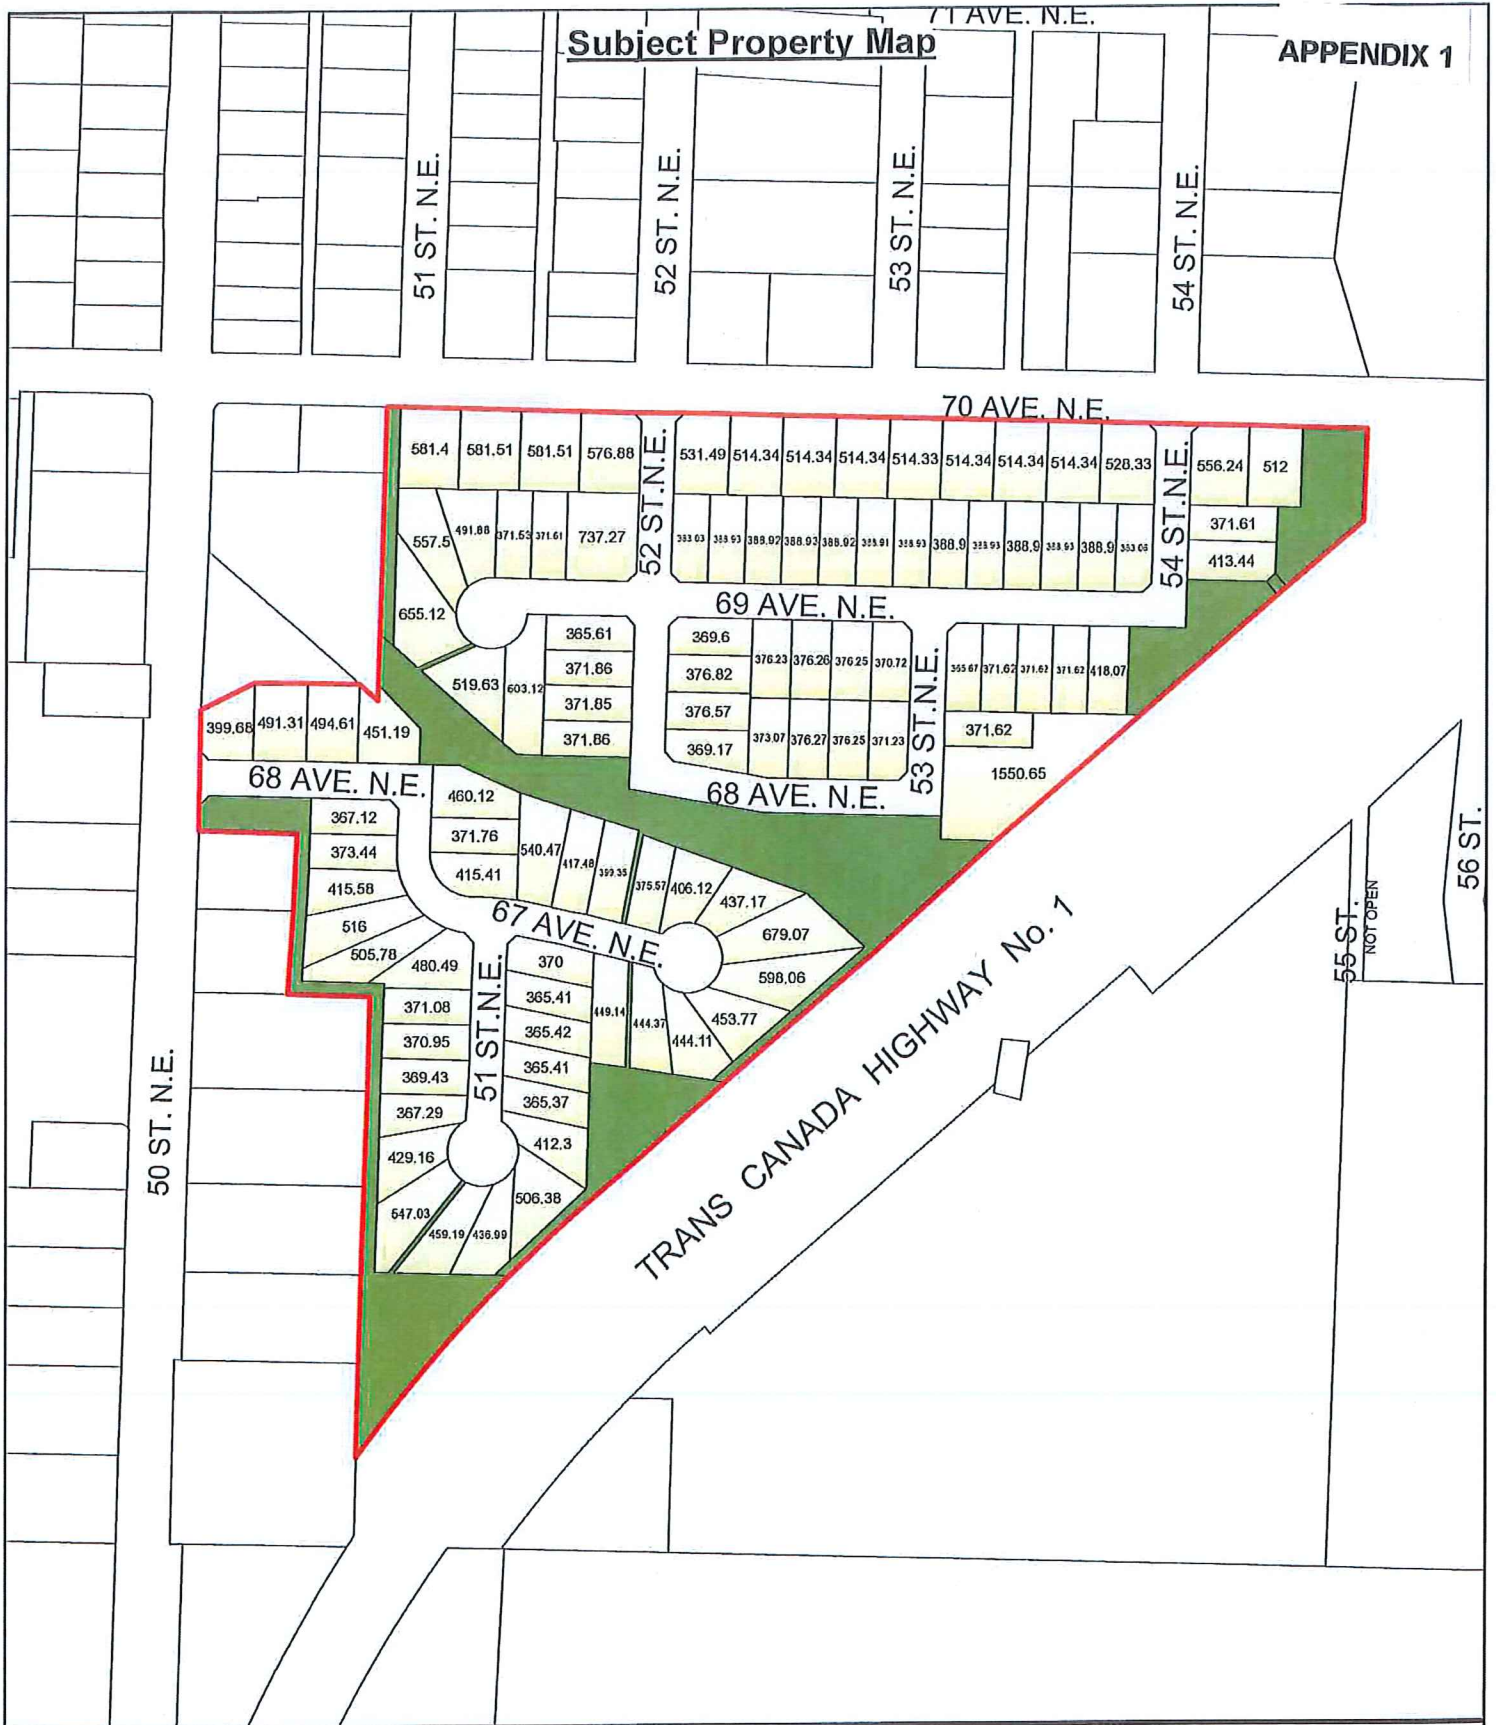 71 AVE. N.E.
Subject Property Map
APPENDIX 1
51 ST. N.E.
52 ST. N.E.
53 ST. N.E.
54 ST. N.E.
70 AVE. N.E.
581.4 581.51 581.51 576.88 531.49 514.34 514.34 514.34 514.33 514.34 514.34 514.34 528.33 556.24 512
52 ST.N.E.
54 ST.N.E.
371.61
557.5 491.88 371.53 371.61 737.27 388.92 388.93 388.92 388.9 388.9 388.9
413.44
69 AVE. N.E.
655.12
365.61
369.6
371.86
376.82
376.23 376.26 376.25 370.72
371.62 371.62 371.62 418.07
519.63 603.12
371.85
376.57
371.86
369.17
373.07 376.27 376.25 371.23
53 ST.N.E.
371.62
1550.65
399.68 491.31 494.61 451.19
68 AVE. N.E.
68 AVE. N.E.
367.12
460.12
373.44
371.76
415.58
415.41
540.47 417.48 375.57 406.12
437.17
679.07
516
67 AVE. N.E.
505.78
480.49
370
598.06
371.08
365.41
449.14 444.37
453.77
370.95
365.42
444.11
369.43
365.41
367.29
365.37
51 ST.N.E.
429.16
412.3
506.38
547.03
459.19 436.99
50 ST. N.E.
TRANS CANADA HIGHWAY No. 1
55 ST.
NOT OPEN
56 ST.